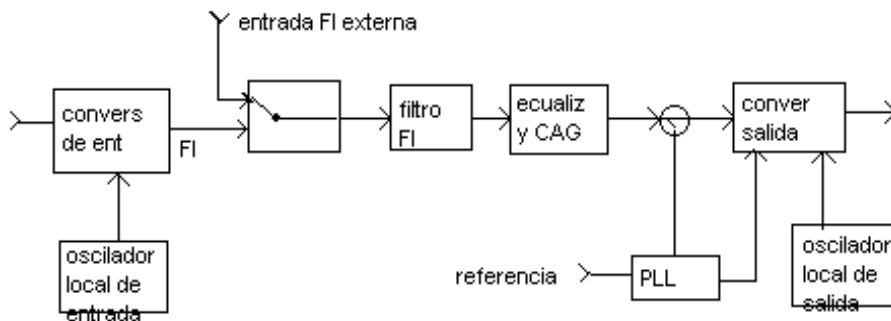 entrada FI externa
convers
de ent
FI
filtro
FI
ecualiz
y CAG
conver
salida
oscilador
local de
entrada
referencia
PLL
oscilador
local de
salida